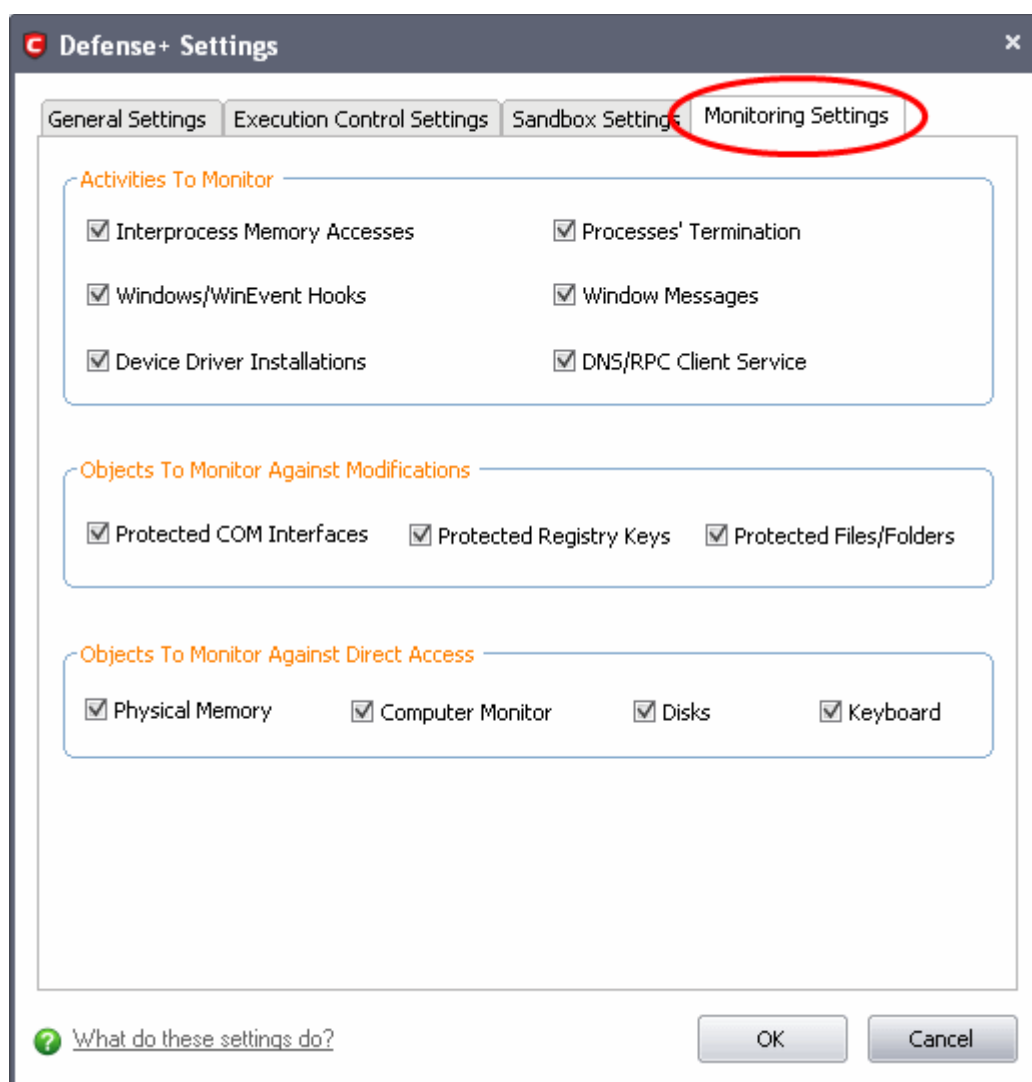 Defense+ Settings
General Settings Execution Control Settings Sandbox Settings Monitoring Settings
Activities To Monitor
Interprocess Memory Accesses Processes' Termination
Windows/WinEvent Hooks Window Messages
Device Driver Installations DNS/RPC Client Service
Objects To Monitor Against Modifications
Protected COM Interfaces Protected Registry Keys Protected Files/Folders
Objects To Monitor Against Direct Access
Physical Memory Computer Monitor Disks Keyboard
What do these settings do? OK Cancel